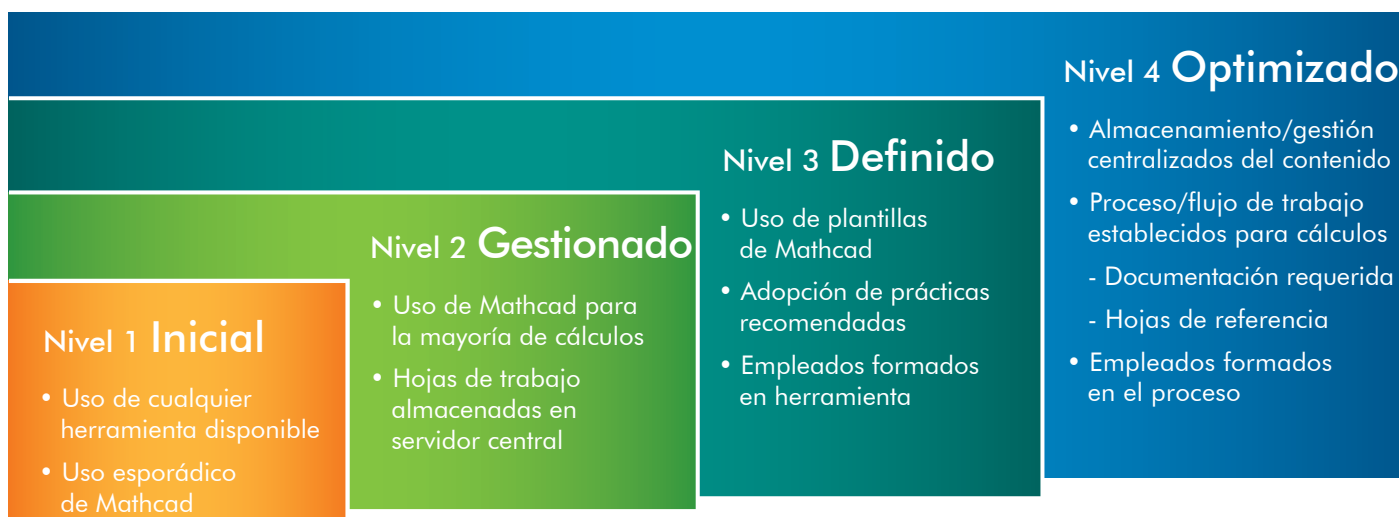 Nivel 1 Inicial
• Uso de cualquier
herramienta disponible
• Uso esporádico
de Mathcad
Nivel 2 Gestionado
• Uso de Mathcad para
la mayoría de cálculos
• Hojas de trabajo
almacenadas en
servidor central
Nivel 3 Definido
• Uso de plantillas
de Mathcad
• Adopción de prácticas
recomendadas
• Empleados formados
en herramienta
Nivel 4 Optimizado
• Almacenamiento/gestión
centralizados del contenido
• Proceso/flujo de trabajo
establecidos para cálculos
- Documentación requerida
- Hojas de referencia
• Empleados formados
en el proceso